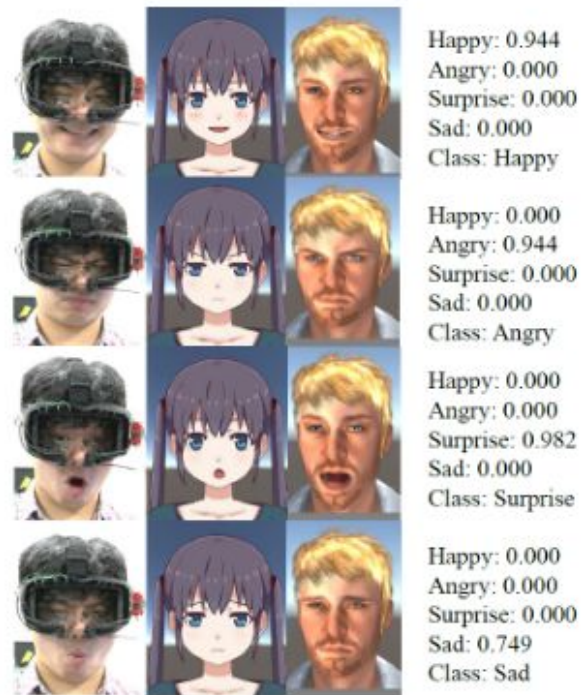 Happy: 0.944
Angry: 0.000
Surprise: 0.000
Sad: 0.000
Class: Happy
Happy: 0.000
Angry: 0.944
Surprise: 0.000
Sad: 0.000
Class: Angry
Happy: 0.000
Angry: 0.000
Surprise: 0.982
Sad: 0.000
Class: Surprise
Happy: 0.000
Angry: 0.000
Surprise: 0.000
Sad: 0.749
Class: Sad